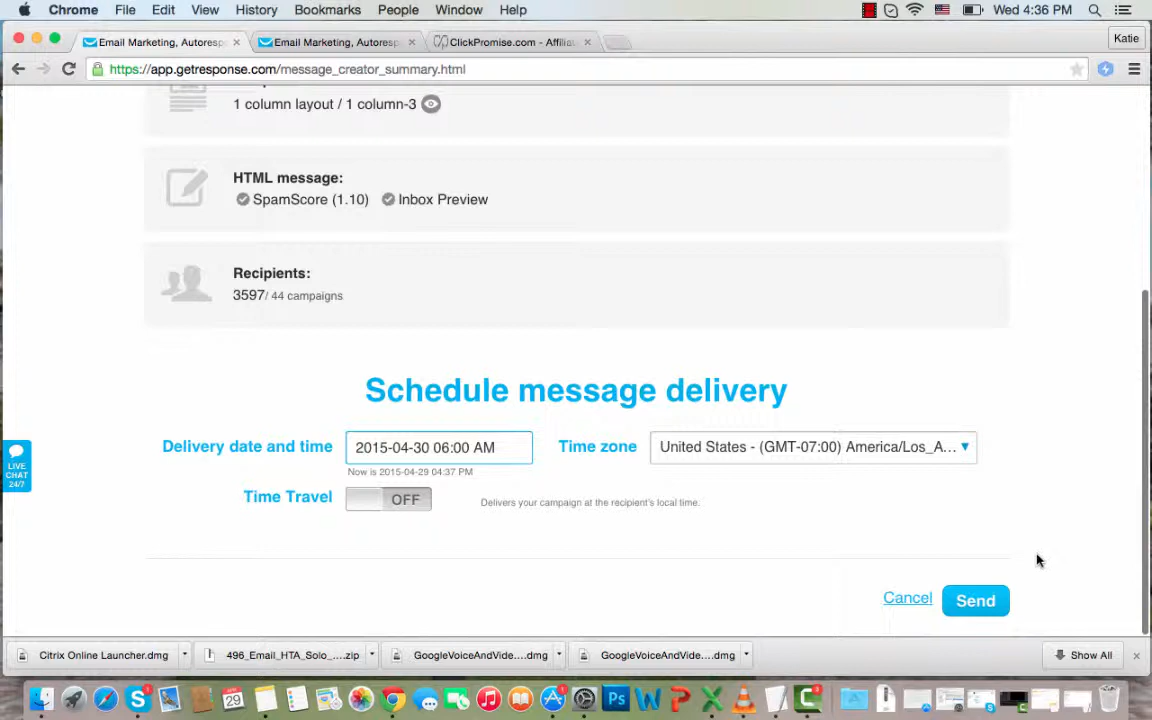 Chrome File Edit View History Bookmarks People Window Help Wed 4:36 PM
Email Marketing, Autoresp Email Marketing, Autoresp ClickPromise.com - Affilia Katie
https://app.getresponse.com/message_creator_summary.html
1 column layout / 1 column-3
HTML message:
SpamScore (1.10) Inbox Preview
Recipients:
3597/ 44 campaigns
Schedule message delivery
Delivery date and time 2015-04-30 06:00 AM Time zone United States - (GMT-07:00) America/Los_A...
Now is 2015-04-29 04:37 PM
LIVE
CHAT
24/7
Time Travel OFF Delivers your campaign at the recipient's local time.
Cancel Send
Citrix Online Launcher.dmg 496_Email_HTA_Solo_....zip GoogleVoiceAndVide....dmg GoogleVoiceAndVide....dmg Show All
29